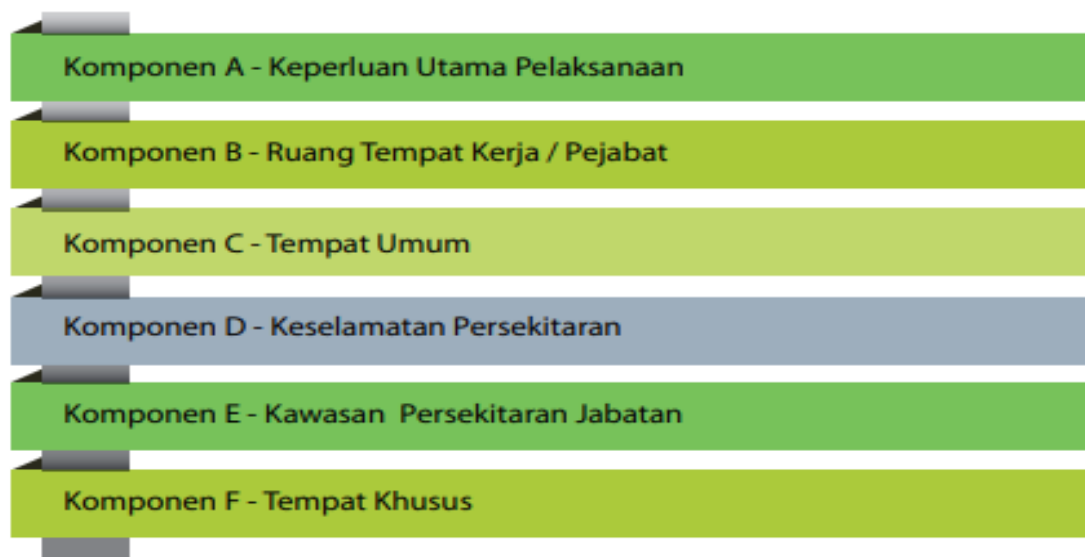 Komponen A - Keperluan Utama Pelaksanaan
Komponen B - Ruang Tempat Kerja / Pejabat
Komponen C - Tempat Umum
Komponen D - Keselamatan Persekitaran
Komponen E - Kawasan Persekitaran Jabatan
Komponen F - Tempat Khusus